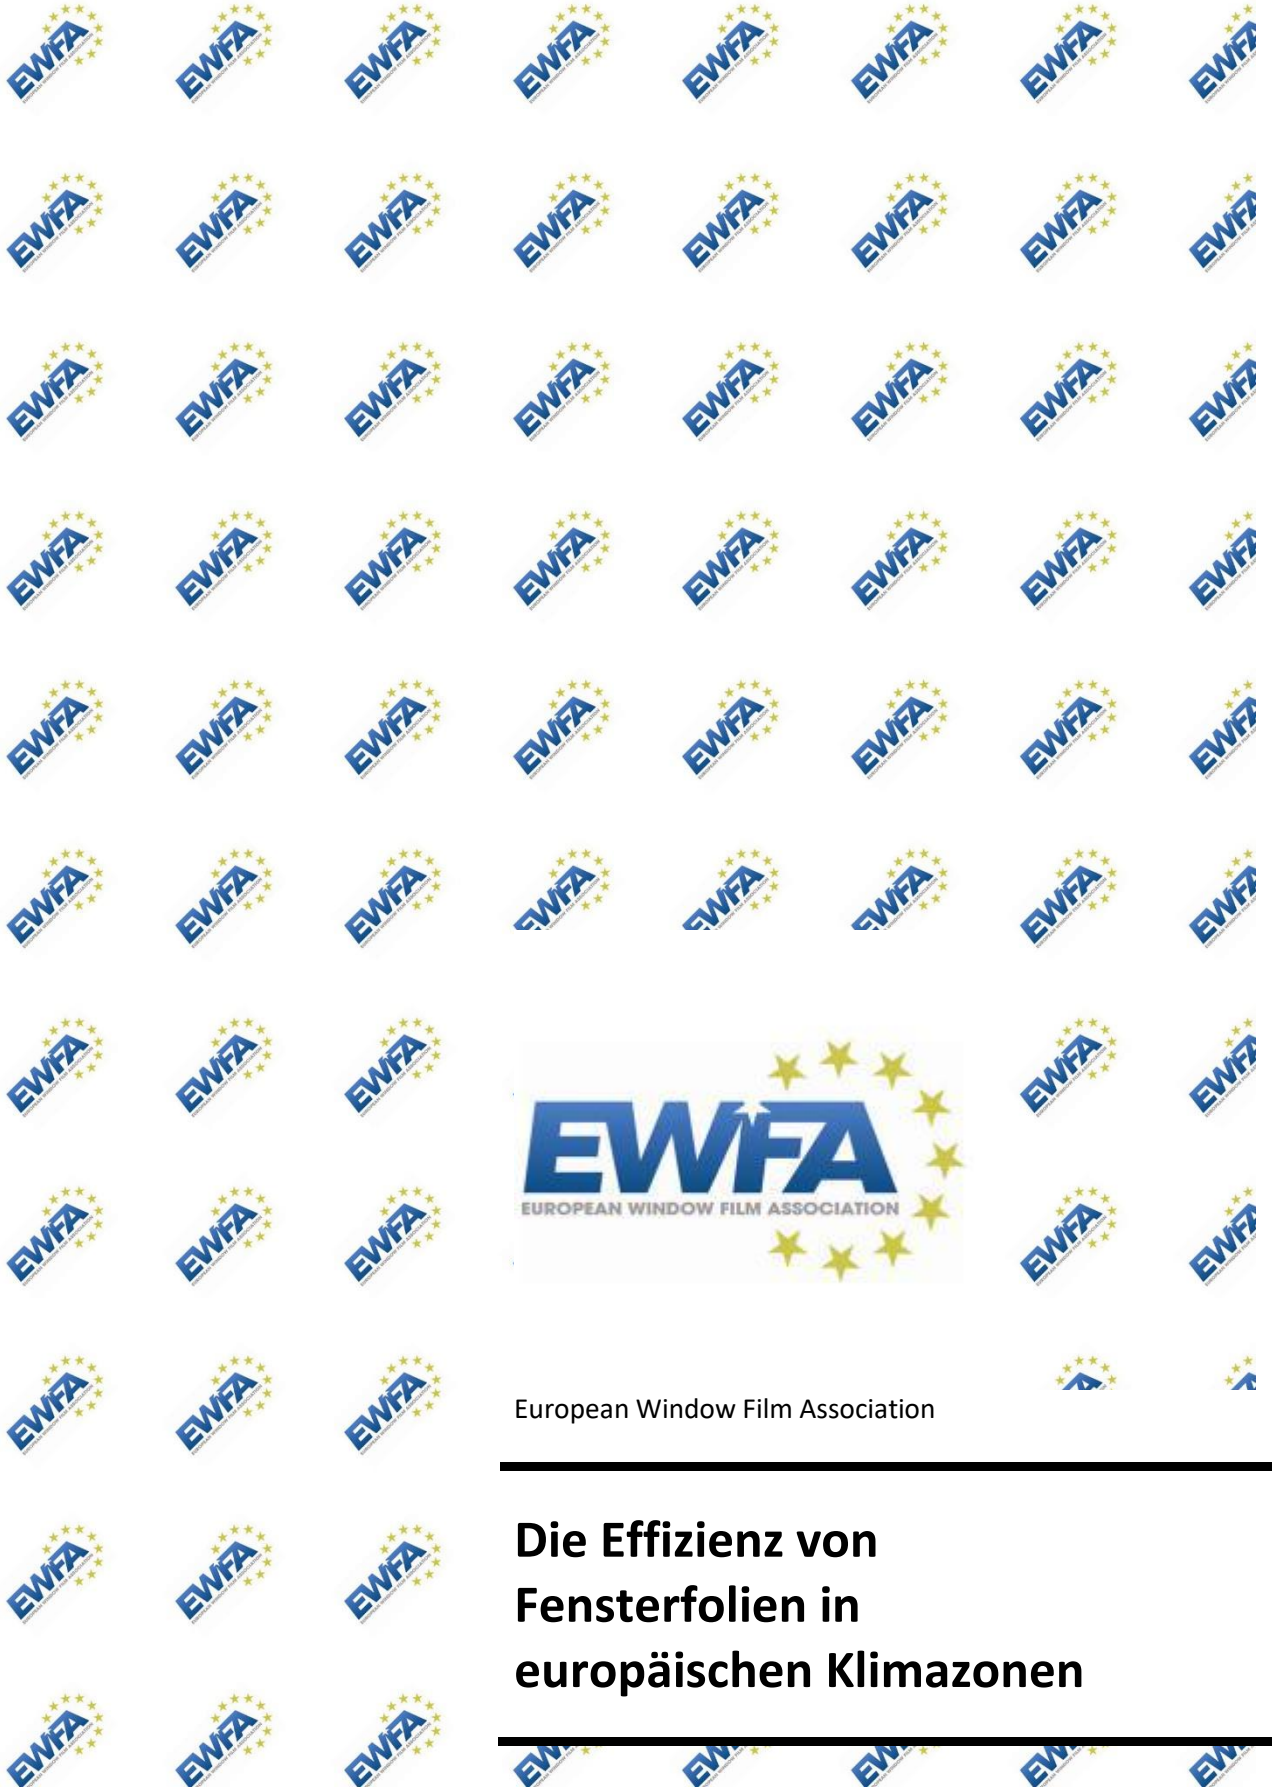 EWFA
EUROPEAN WINDOW FILM ASSOCIATION
European Window Film Association
Die Effizienz von
Fensterfolien in
europäischen Klimazonen